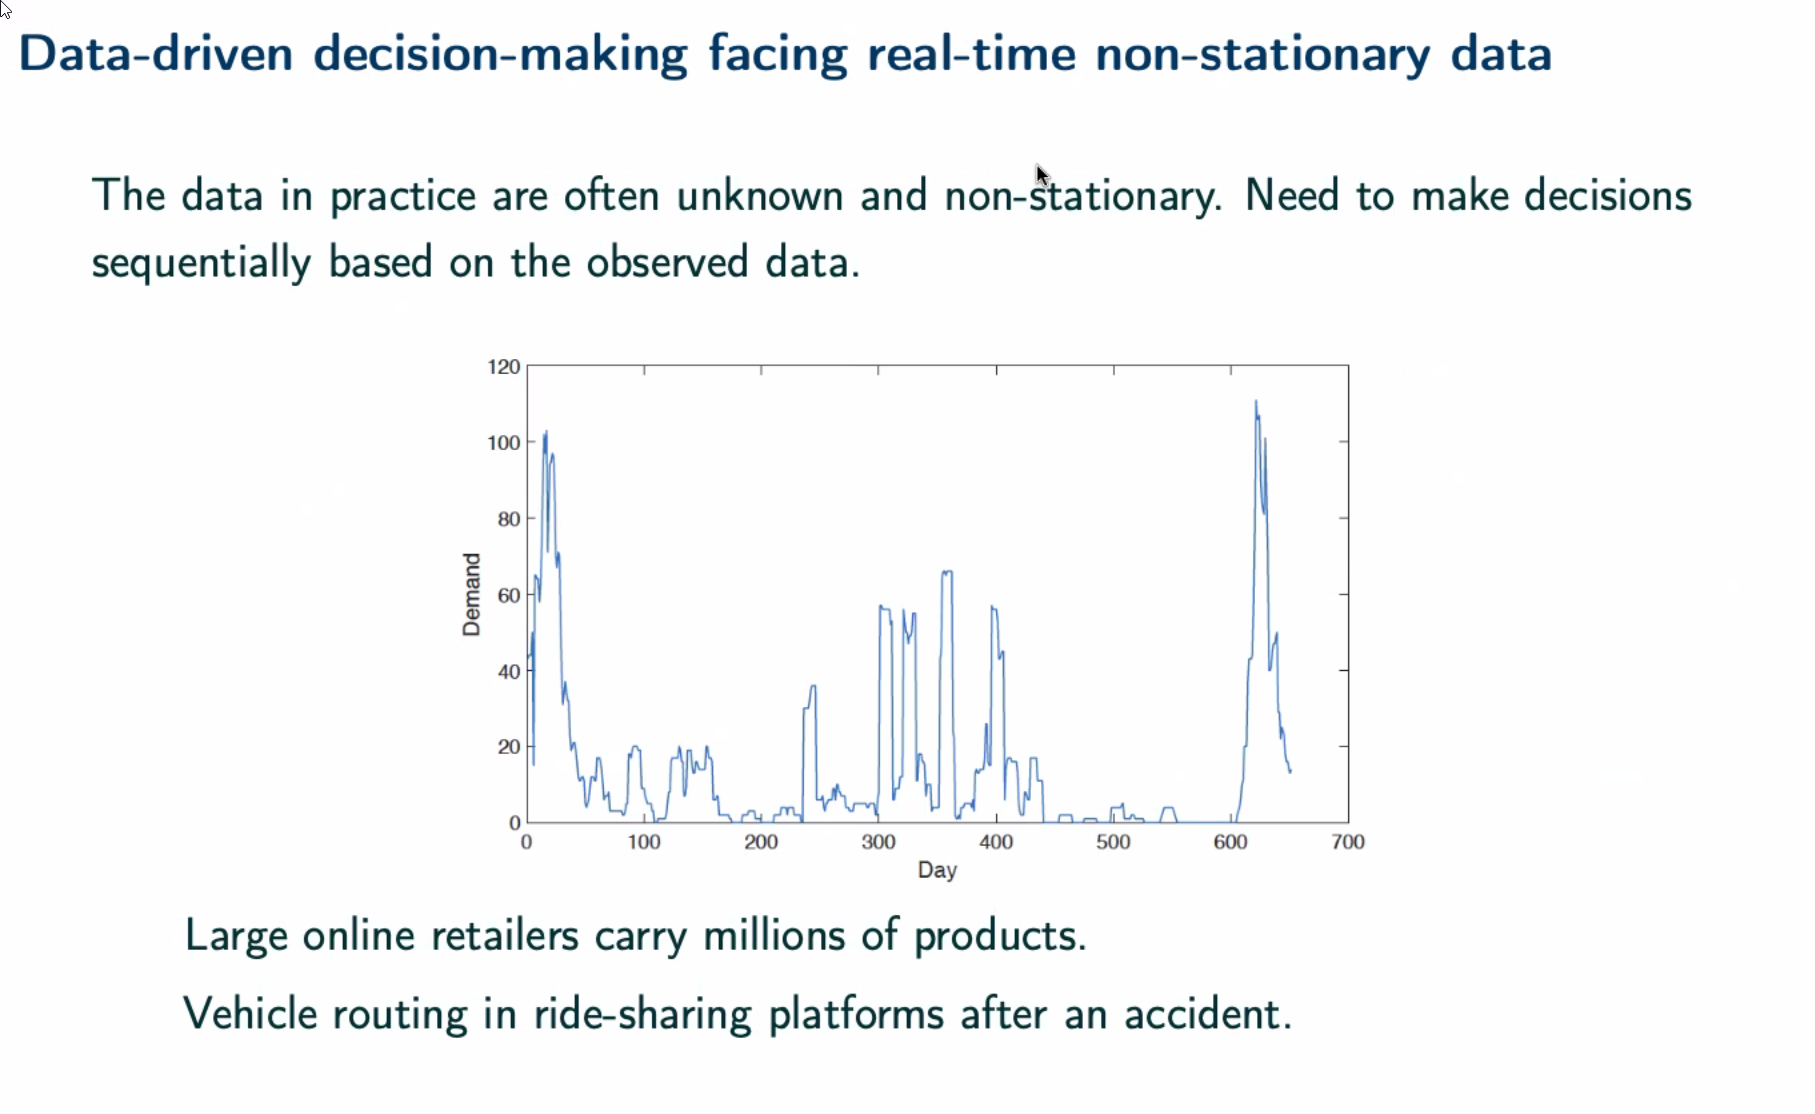 Data-driven decision-making facing real-time non-stationary data
The data in practice are often unknown and non-stationary. Need to make decisions
sequentially based on the observed data.
120
100
80
60
40
20
0
Demand
0 100 200 300 400 500 600 700
Day
Large online retailers carry millions of products.
Vehicle routing in ride-sharing platforms after an accident.